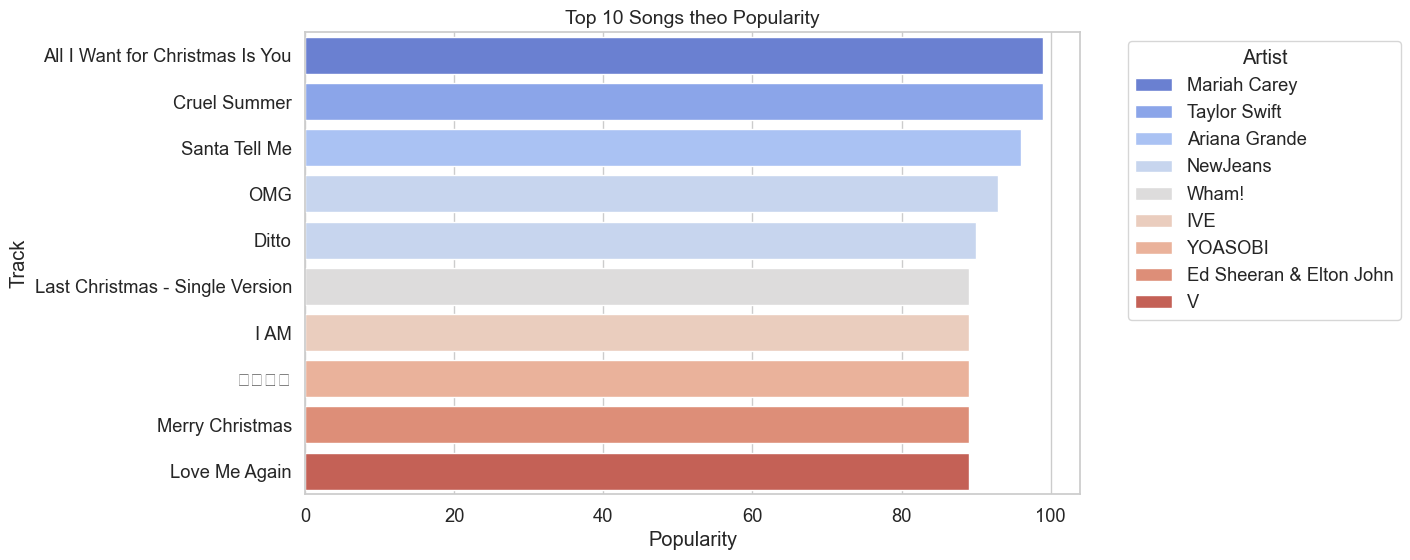 Top 10 Songs theo Popularity
All I Want for Christmas Is You
Cruel Summer
Santa Tell Me
OMG
Ditto
Last Christmas - Single Version
I AM
Merry Christmas
Love Me Again
Track
0 20 40 60 80 100
Popularity
Artist
Mariah Carey
Taylor Swift
Ariana Grande
NewJeans
Wham!
IVE
YOASOBI
Ed Sheeran & Elton John
V